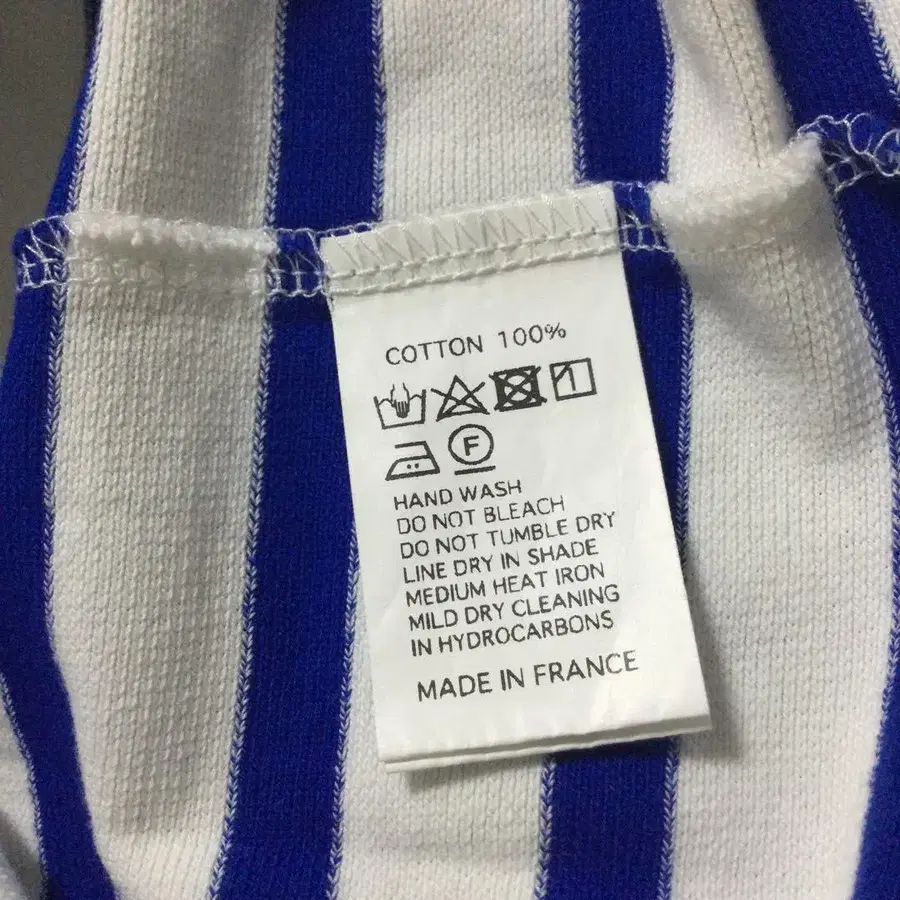 COTTON 100%
F
HAND WASH
DO NOT BLEACH
DO NOT TUMBLE DRY
LINE DRY IN SHADE
MEDIUM HEAT IRON
MILD DRY CLEANING
IN HYDROCARBONS
MADE IN FRANCE